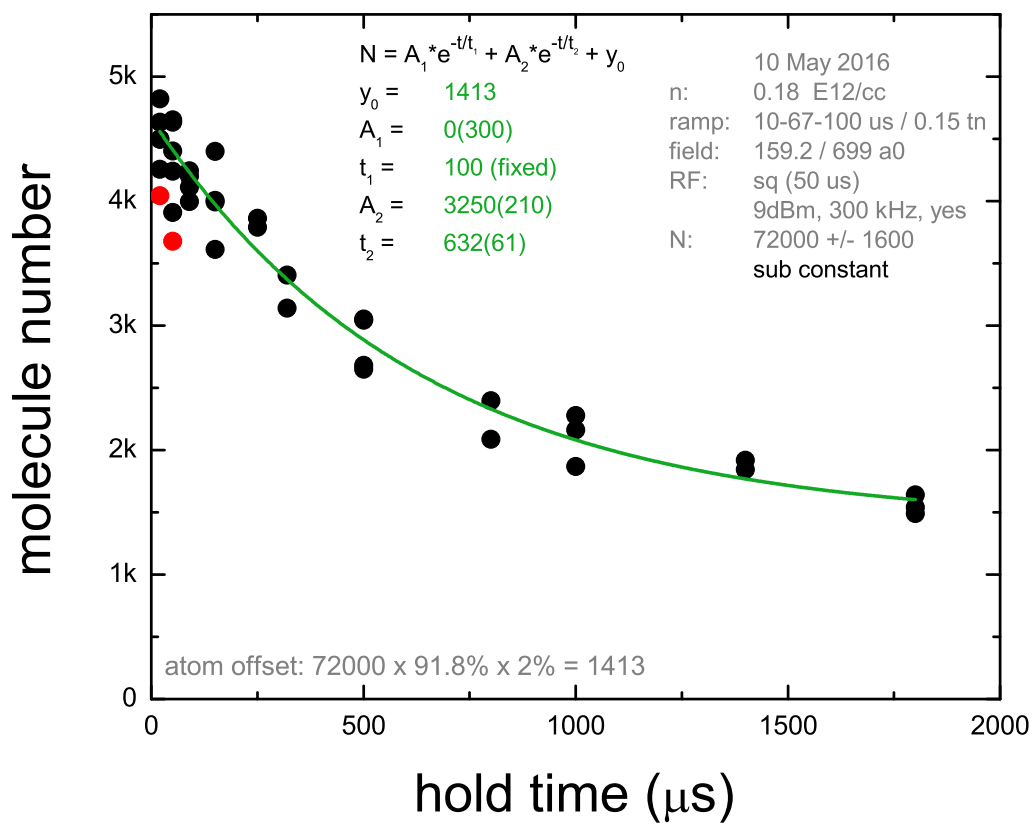 N = A₁*e^-t/t₁ + A₂*e^-t/t₂ + y₀
y₀ = 1413
A₁ = 0(300)
t₁ = 100 (fixed)
A₂ = 3250(210)
t₂ = 632(61)
10 May 2016
n: 0.18 E12/cc
ramp: 10-67-100 us / 0.15 tn
field: 159.2 / 699 a0
RF: sq (50 us)
9dBm, 300 kHz, yes
N: 72000 +/- 1600
sub constant
5k
4k
3k
2k
1k
0
molecule number
atom offset: 72000 x 91.8% x 2% = 1413
0 500 1000 1500 2000
hold time (μs)